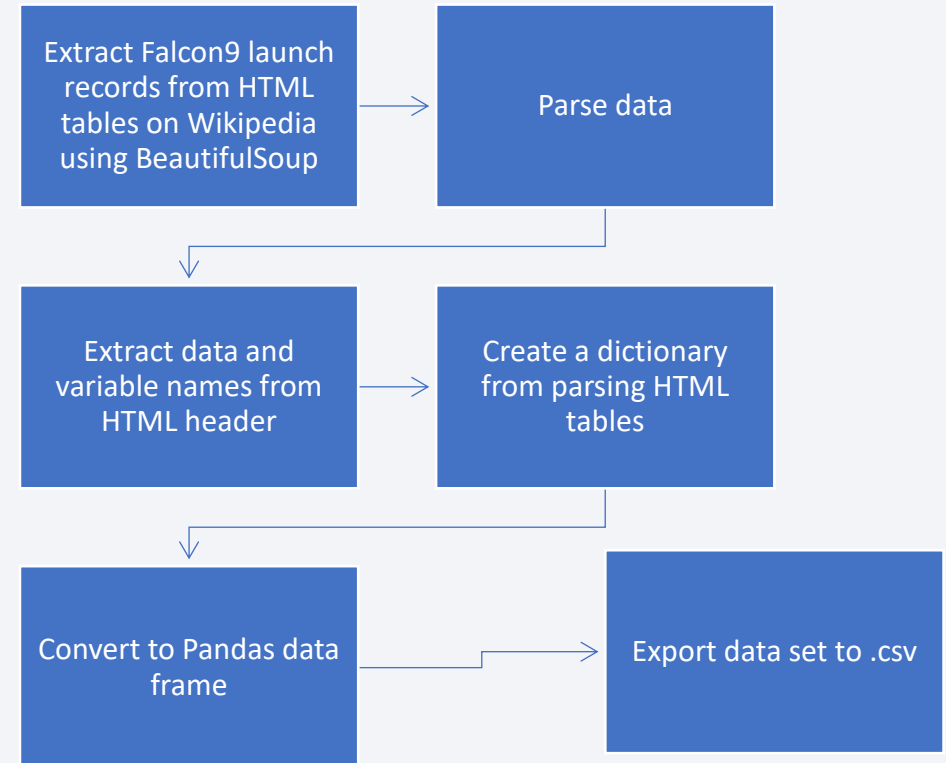 Extract Falcon9 launch
records from HTML
tables on Wikipedia
using BeautifulSoup
Parse data
Extract data and
variable names from
HTML header
Create a dictionary
from parsing HTML
tables
Convert to Pandas data
frame
Export data set to .csv